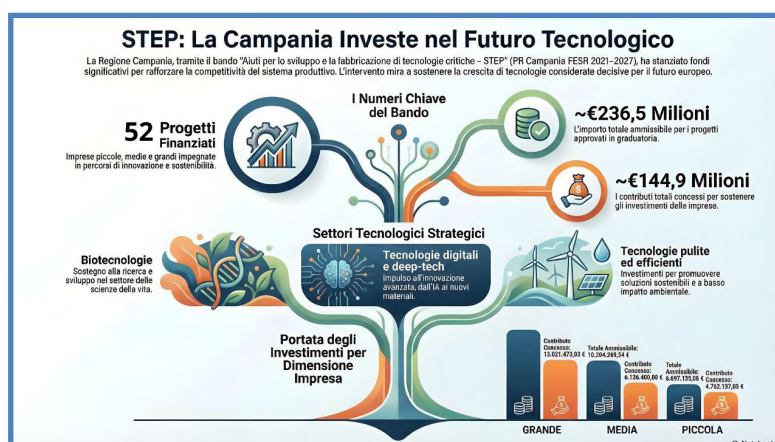 STEP: La Campania Investe nel Futuro Tecnologico
La Regione Campania, tramite il bando "Aiuti per lo sviluppo e la fabbricazione di tecnologie critiche – STEP" (PR Campania FESR 2021–2027), ha stanziato fondi
significativi per rafforzare la competitività del sistema produttivo. L'intervento mira a sostenere la crescita di tecnologie considerate decisive per il futuro europeo.
I Numeri Chiave
del Bando
52 Progetti
Finanziati
Imprese piccole, medie e grandi impegnate
in percorsi di innovazione e sostenibilità.
~€236,5 Milioni
L'importo totale ammissibile per i progetti
approvati in graduatoria.
~€144,9 Milioni
I contributi totali concessi per sostenere
gli investimenti delle imprese.
Settori Tecnologici Strategici
Biotecnologie
Sostegno alla ricerca e
sviluppo nel settore delle
scienze della vita.
Tecnologie digitali
e deep-tech
Impulso all'innovazione
avanzata, dall'IA ai nuovi
materiali.
Tecnologie pulite
ed efficienti
Investimenti per promuovere
soluzioni sostenibili e a basso
impatto ambientale.
Portata degli
Investimenti per
Dimensione
Impresa
Contributo
Concesso:
13.021.473,03 €
Totale Ammissibile:
10.204.269,54 €
Contributo
Concesso:
6.136.400,00 €
Totale
Ammissibile:
6.697.135,06 €
Contributo
Concesso:
4.762.137,65 €
GRANDE
MEDIA
PICCOLA